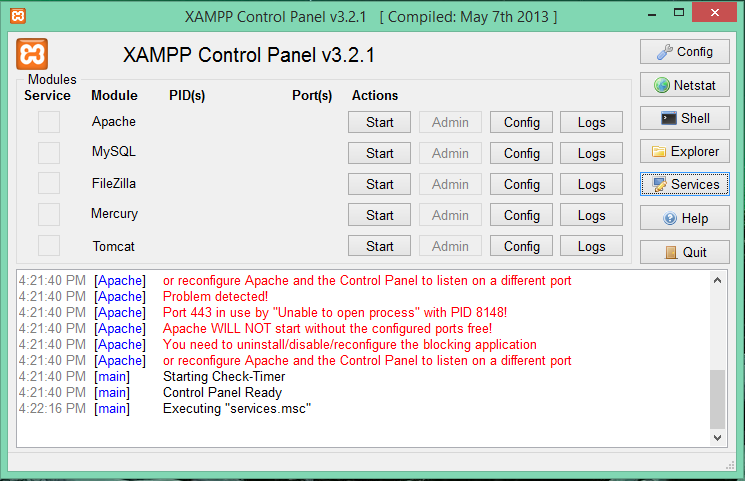 XAMPP Control Panel v3.2.1 [ Compiled: May 7th 2013 ]
XAMPP Control Panel v3.2.1
Config
Modules
Service Module PID(s) Port(s) Actions
Netstat
Apache Start Admin Config Logs
Shell
MySQL Start Admin Config Logs
Explorer
FileZilla Start Admin Config Logs
Services
Mercury Start Admin Config Logs
Help
Tomcat Start Admin Config Logs
Quit
4:21:40 PM [Apache] or reconfigure Apache and the Control Panel to listen on a different port
4:21:40 PM [Apache] Problem detected!
4:21:40 PM [Apache] Port 443 in use by "Unable to open process" with PID 8148!
4:21:40 PM [Apache] Apache WILL NOT start without the configured ports free!
4:21:40 PM [Apache] You need to uninstall/disable/reconfigure the blocking application
4:21:40 PM [Apache] or reconfigure Apache and the Control Panel to listen on a different port
4:21:40 PM [main] Starting Check-Timer
4:21:40 PM [main] Control Panel Ready
4:22:16 PM [main] Executing "services.msc"